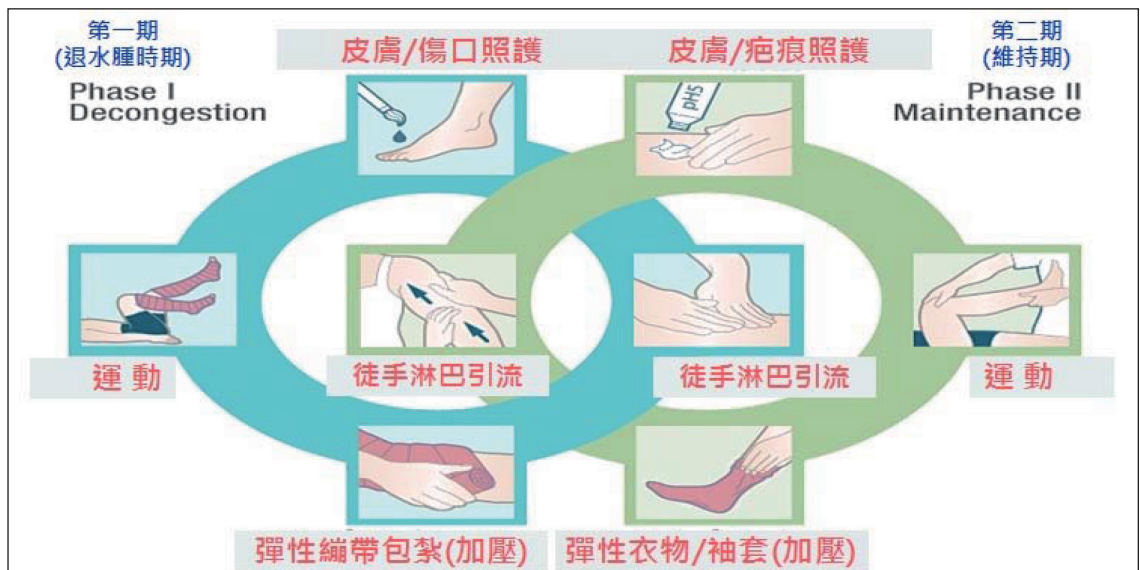 第一期
(退水腫時期)
Phase I
Decongestion
皮膚/傷口照護
皮膚/疤痕照護
第二期
(維持期)
Phase II
Maintenance
pH5
運 動
徒手淋巴引流
徒手淋巴引流
運 動
彈性繃帶包紮(加壓)
彈性衣物/袖套(加壓)